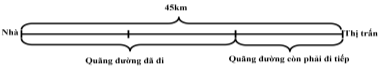 45km
Nhà
Thị trấn
Quãng đường đã đi
Quãng đường còn phải đi tiếp